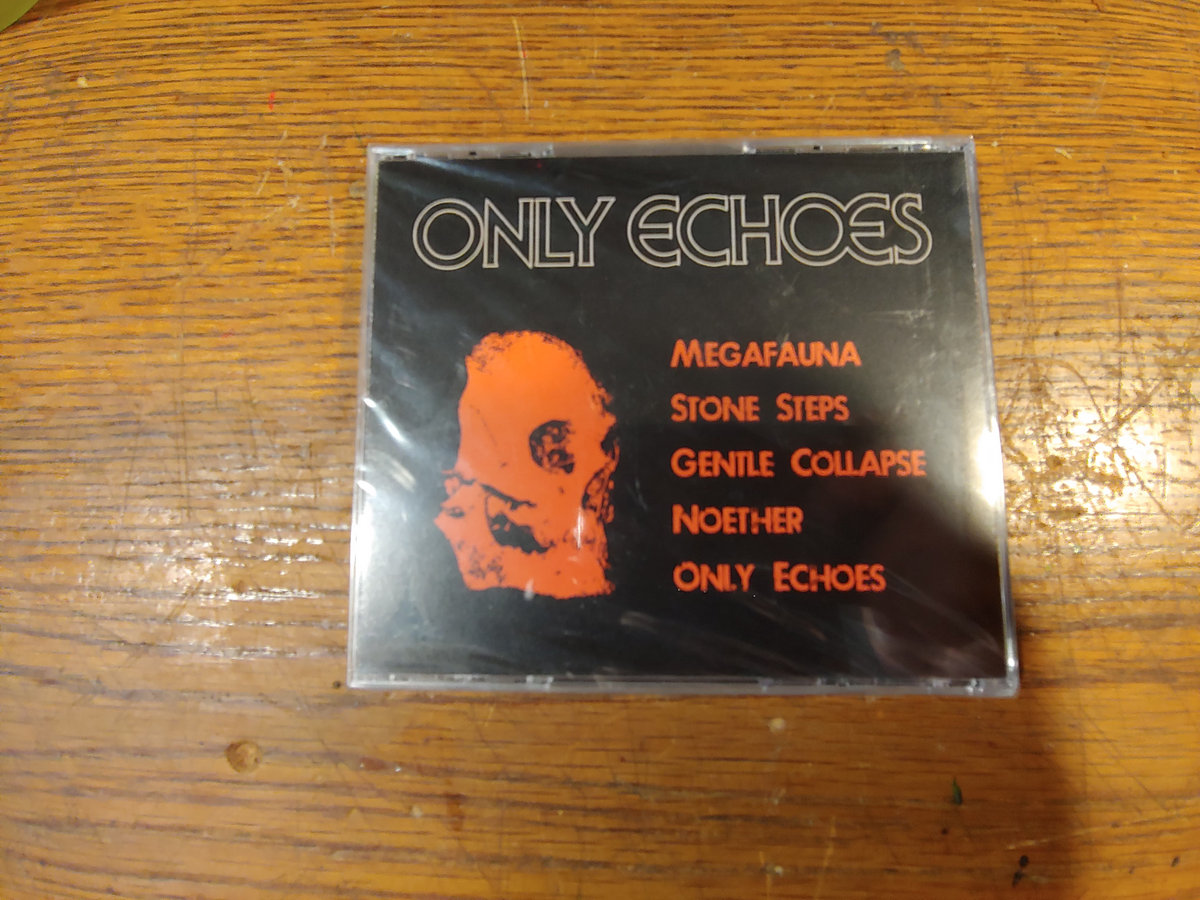 ONLY ECHOES
MEGAFAUNA
STONE STEPS
GENTLE COLLAPSE
NOETHER
ONLY ECHOES